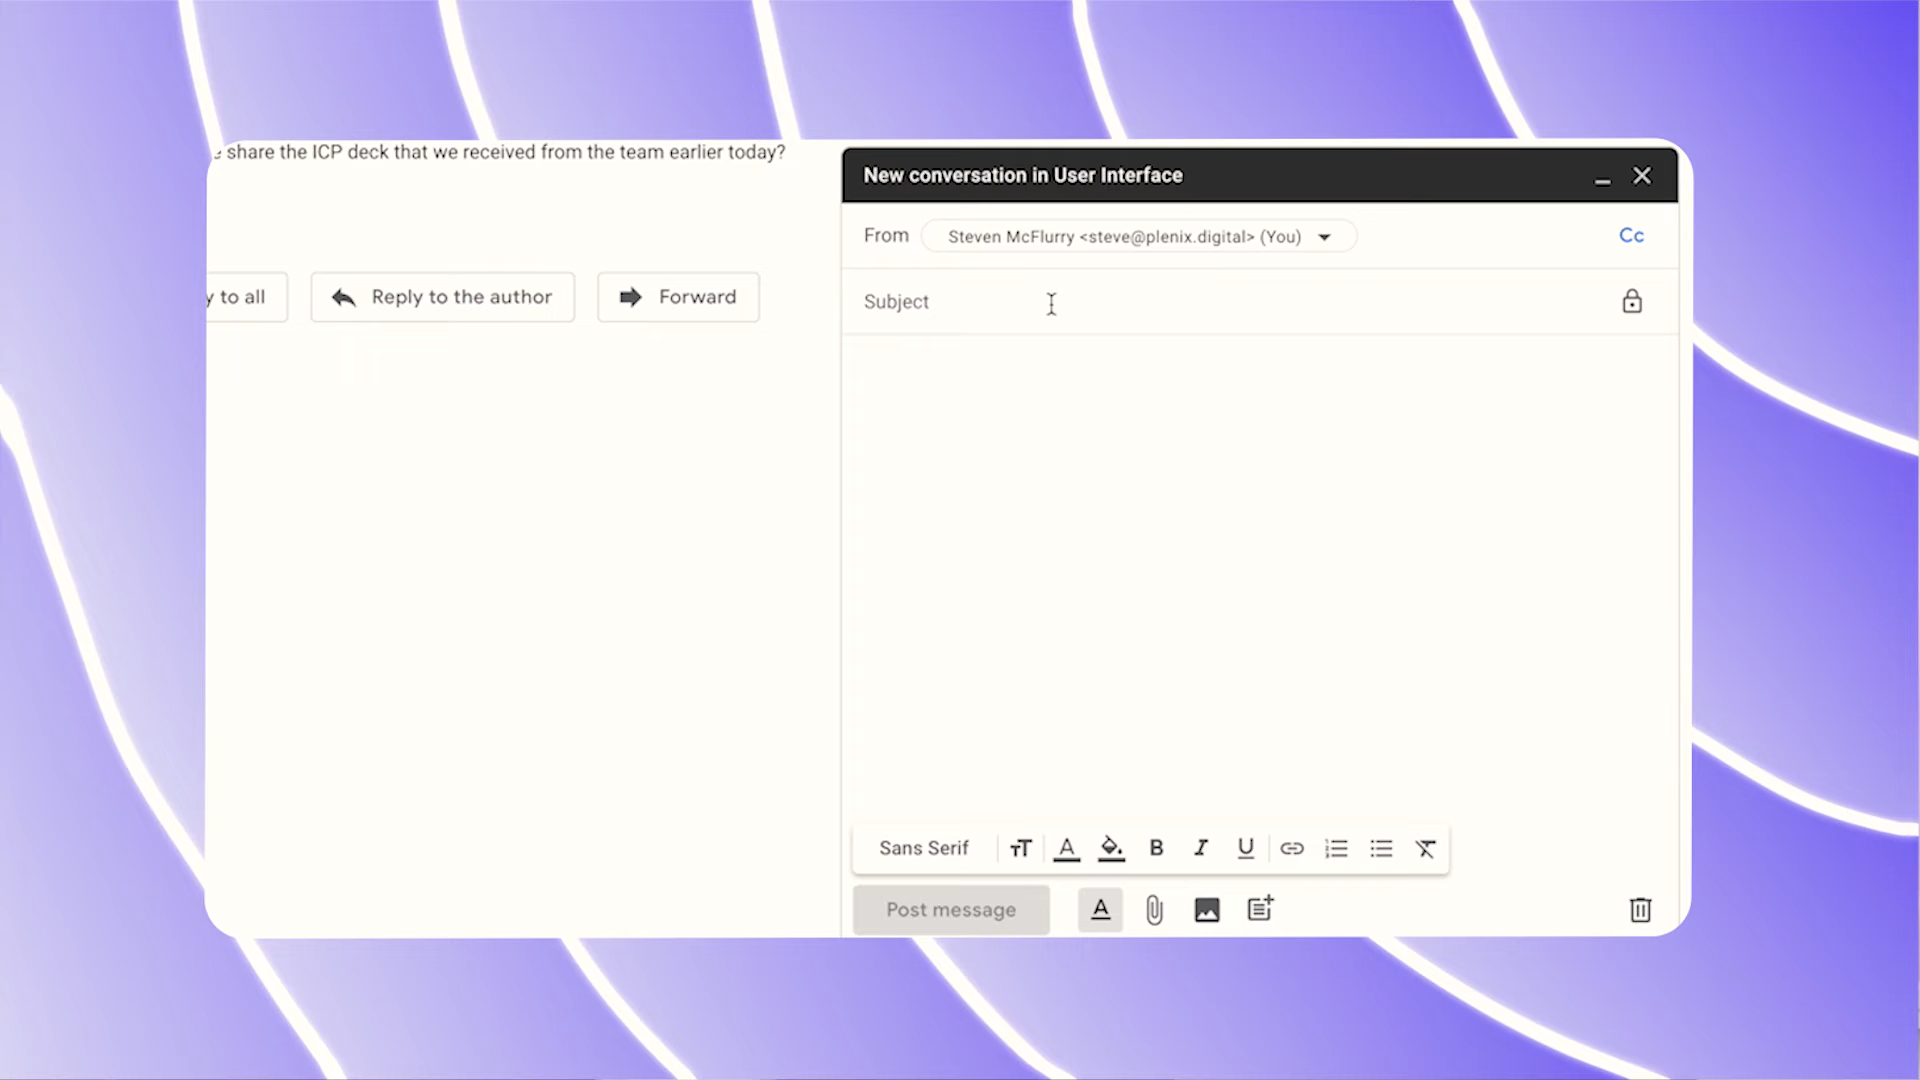 share the ICP deck that we received from the team earlier today?
y to all
Reply to the author
Forward
New conversation in User Interface
From
Steven McFlurry <steve@plenix.digital> (You)
Cc
Subject
Sans Serif
Post message